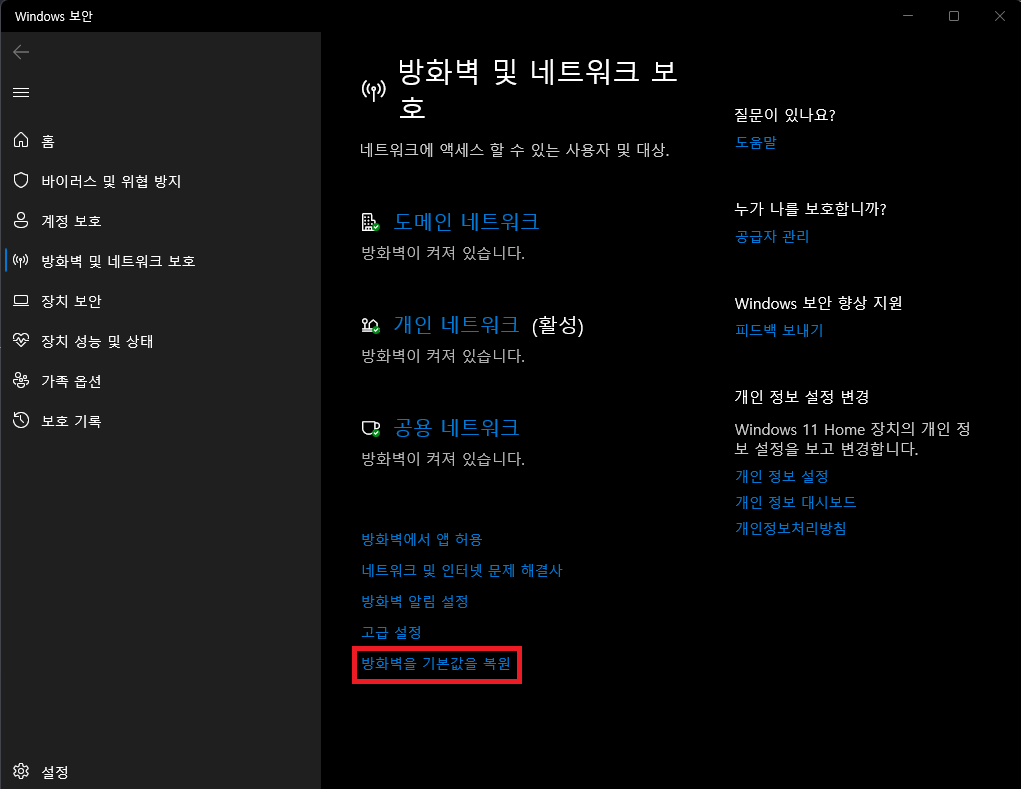 Windows 보안
홈
바이러스 및 위협 방지
계정 보호
방화벽 및 네트워크 보호
장치 보안
장치 성능 및 상태
가족 옵션
보호 기록
설정
방화벽 및 네트워크 보
호
네트워크에 액세스 할 수 있는 사용자 및 대상.
도메인 네트워크
방화벽이 켜져 있습니다.
개인 네트워크 (활성)
방화벽이 켜져 있습니다.
공용 네트워크
방화벽이 켜져 있습니다.
방화벽에서 앱 허용
네트워크 및 인터넷 문제 해결사
방화벽 알림 설정
고급 설정
방화벽을 기본값을 복원
질문이 있나요?
도움말
누가 나를 보호합니까?
공급자 관리
Windows 보안 향상 지원
피드백 보내기
개인 정보 설정 변경
Windows 11 Home 장치의 개인 정
보 설정을 보고 변경합니다.
개인 정보 설정
개인 정보 대시보드
개인정보처리방침